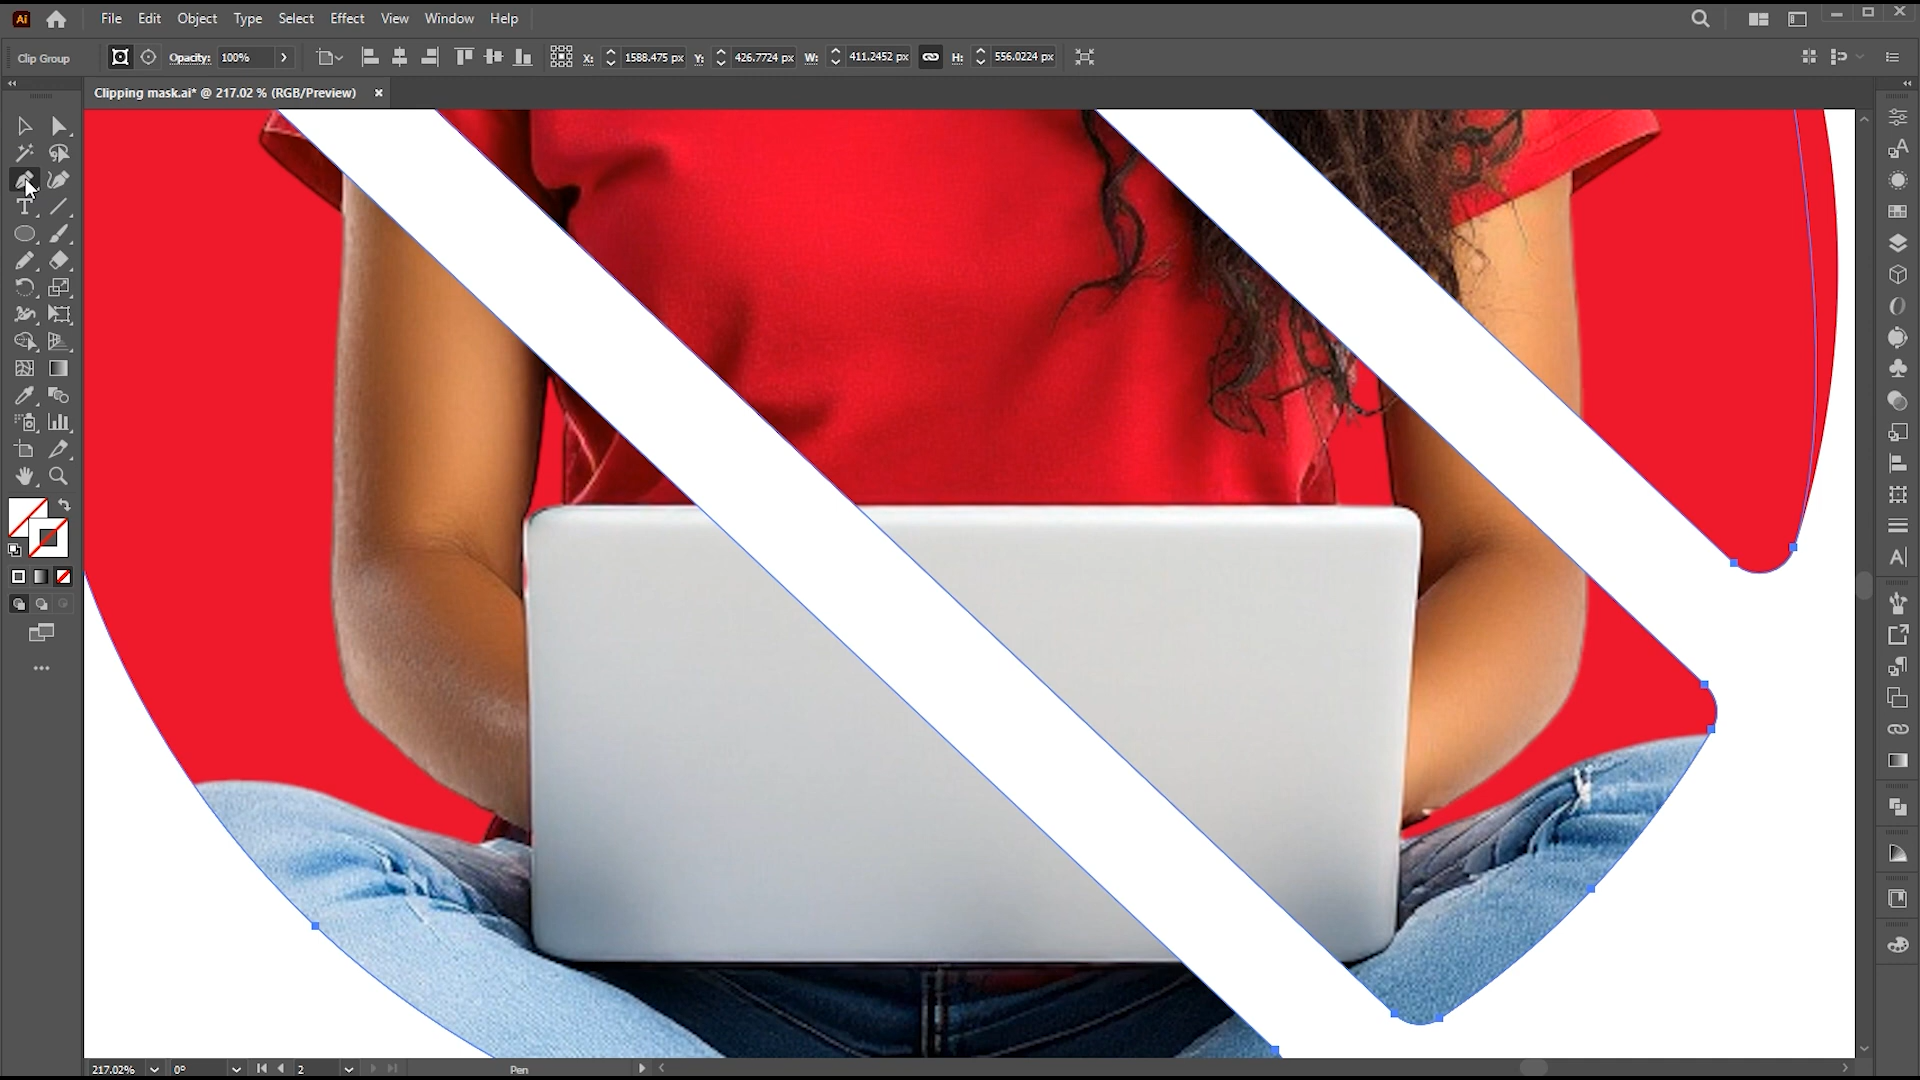 Ai File Edit Object Type Select Effect View Window Help
Clip Group Opacity: 100% X: 1588.475 px Y: 426.7724 px W: 411.2452 px H: 556.0224 px
Clipping mask.ai* @ 217.02 % (RGB/Preview) ×
217.02% 0° 2 Pen